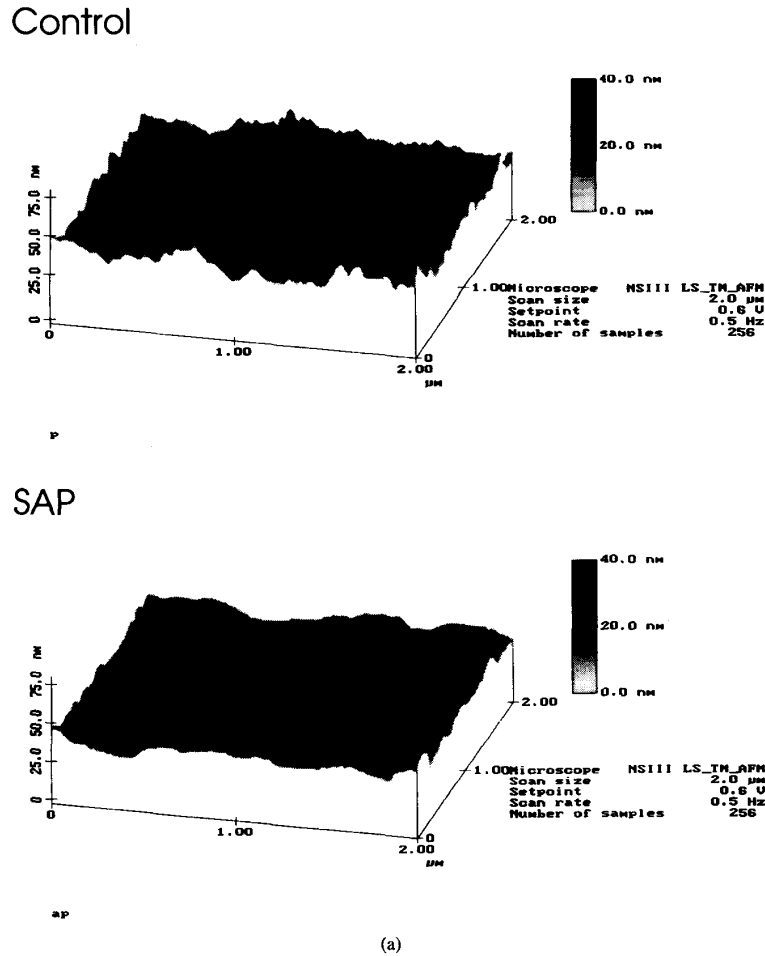 Control
40.0 nm
20.0 nm
0.0 nm
75.0 nm
50.0
25.0
0
0
1.00
2.00
μm
0
1.00
2.00
Microscope NSIII LS_TM_AFM
Scan size 2.0 μm
Setpoint 0.6 V
Scan rate 0.5 Hz
Number of samples 256
p
SAP
40.0 nm
20.0 nm
0.0 nm
75.0 nm
50.0
25.0
0
0
1.00
2.00
μm
0
1.00
2.00
Microscope NSIII LS_TM_AFM
Scan size 2.0 μm
Setpoint 0.6 V
Scan rate 0.5 Hz
Number of samples 256
ap
(a)